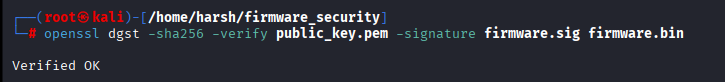 ┌──(root㉿kali)-[/home/harsh/firmware_security]
└─# openssl dgst -sha256 -verify public_key.pem -signature firmware.sig firmware.bin
Verified OK